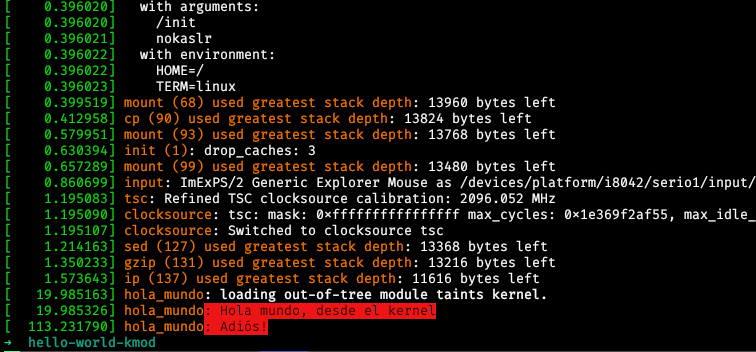 [    0.396020]   with arguments:
[    0.396020]     /init
[    0.396021]     nokaslr
[    0.396022]   with environment:
[    0.396022]     HOME=/
[    0.396023]     TERM=linux
[    0.399519] mount (68) used greatest stack depth: 13960 bytes left
[    0.412958] cp (90) used greatest stack depth: 13824 bytes left
[    0.579951] mount (93) used greatest stack depth: 13768 bytes left
[    0.630394] init (1): drop_caches: 3
[    0.657289] mount (99) used greatest stack depth: 13480 bytes left
[    0.860699] input: ImExPS/2 Generic Explorer Mouse as /devices/platform/i8042/serio1/input/
[    1.195083] tsc: Refined TSC clocksource calibration: 2096.052 MHz
[    1.195090] clocksource: tsc: mask: 0xffffffffffffffff max_cycles: 0x1e369f2af55, max_idle_
[    1.195107] clocksource: Switched to clocksource tsc
[    1.214163] sed (127) used greatest stack depth: 13368 bytes left
[    1.350233] gzip (131) used greatest stack depth: 13216 bytes left
[    1.573643] ip (137) used greatest stack depth: 11616 bytes left
[   19.985163] hola_mundo: loading out-of-tree module taints kernel.
[   19.985326] hola_mundo: Hola mundo, desde el kernel
[  113.231790] hola_mundo: Adiós!
➜  hello-world-kmod